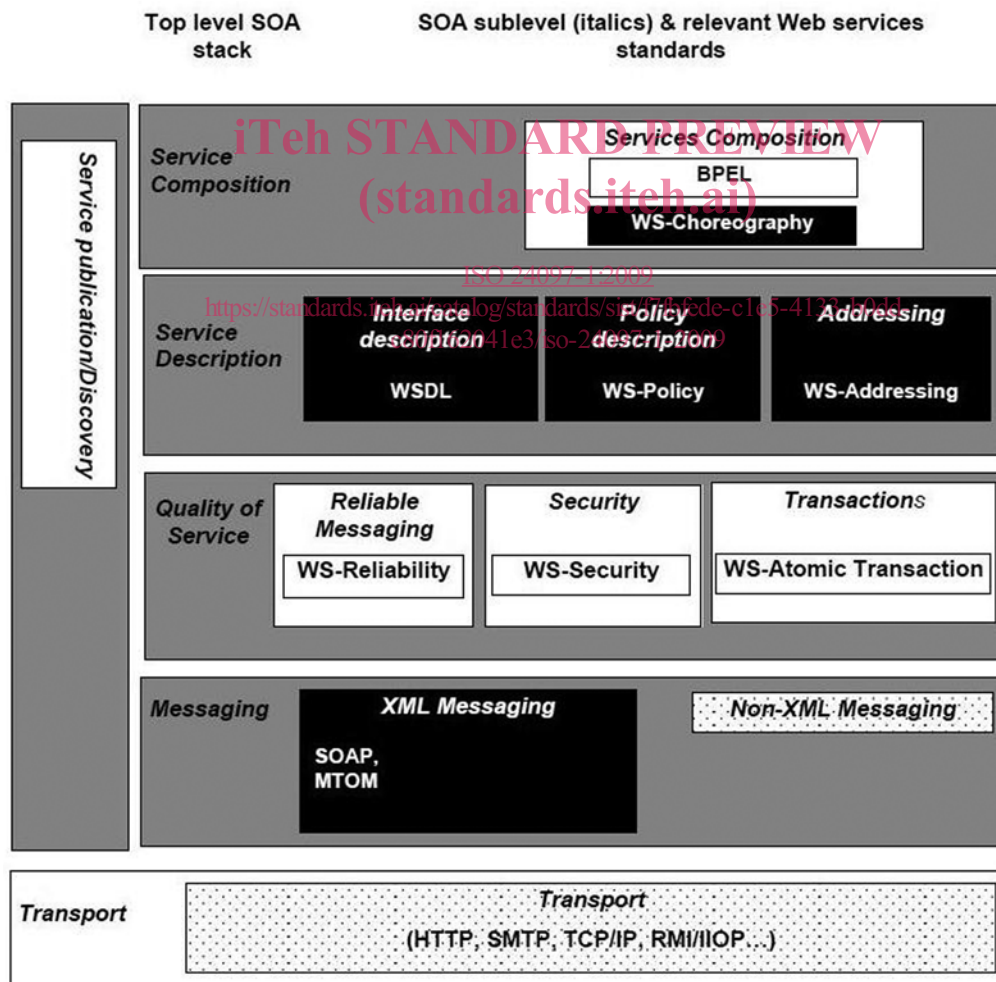 Top level SOA
stack
SOA sublevel (italics) & relevant Web services
standards
iTeh STANDARD PREVIEW
(standards.iteh.ai)
ISO 24097-1:2009
Service publication/Discovery
Service
Composition
Services Composition
BPEL
WS-Choreography
Service
Description
Interface
description
WSDL
Policy
description
WS-Policy
Addressing
WS-Addressing
Quality of
Service
Reliable
Messaging
WS-Reliability
Security
WS-Security
Transactions
WS-Atomic Transaction
Messaging
XML Messaging
SOAP,
MTOM
Non-XML Messaging
Transport
Transport
(HTTP, SMTP, TCP/IP, RMI/IIOP…)